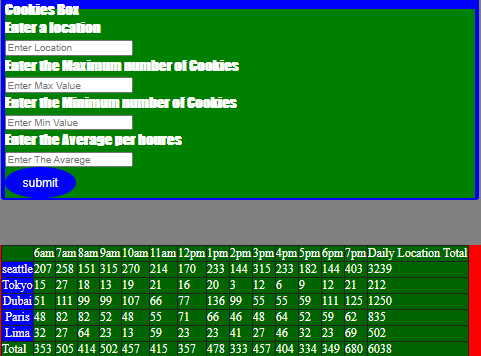 Cookies Box
Enter a location
Enter Location
Enter the Maximum number of Cookies
Enter Max Value
Enter the Minimum number of Cookies
Enter Min Value
Enter the Average per houres
Enter The Avarege
submit
6am 7am 8am 9am 10am 11am 12pm 1pm 2pm 3pm 4pm 5pm 6pm 7pm Daily Location Total
seattle 207 258 151 315 270 214 170 233 144 315 233 182 144 403 3239
Tokyo 15 27 18 13 19 21 16 20 3 12 6 9 12 21 212
Dubai 51 111 99 99 107 66 77 136 99 55 55 59 111 125 1250
Paris 48 82 82 52 48 55 71 66 46 48 64 52 59 62 835
Lima 32 27 64 23 13 59 23 23 41 27 46 32 23 69 502
Total 353 505 414 502 457 415 357 478 333 457 404 334 349 680 6038